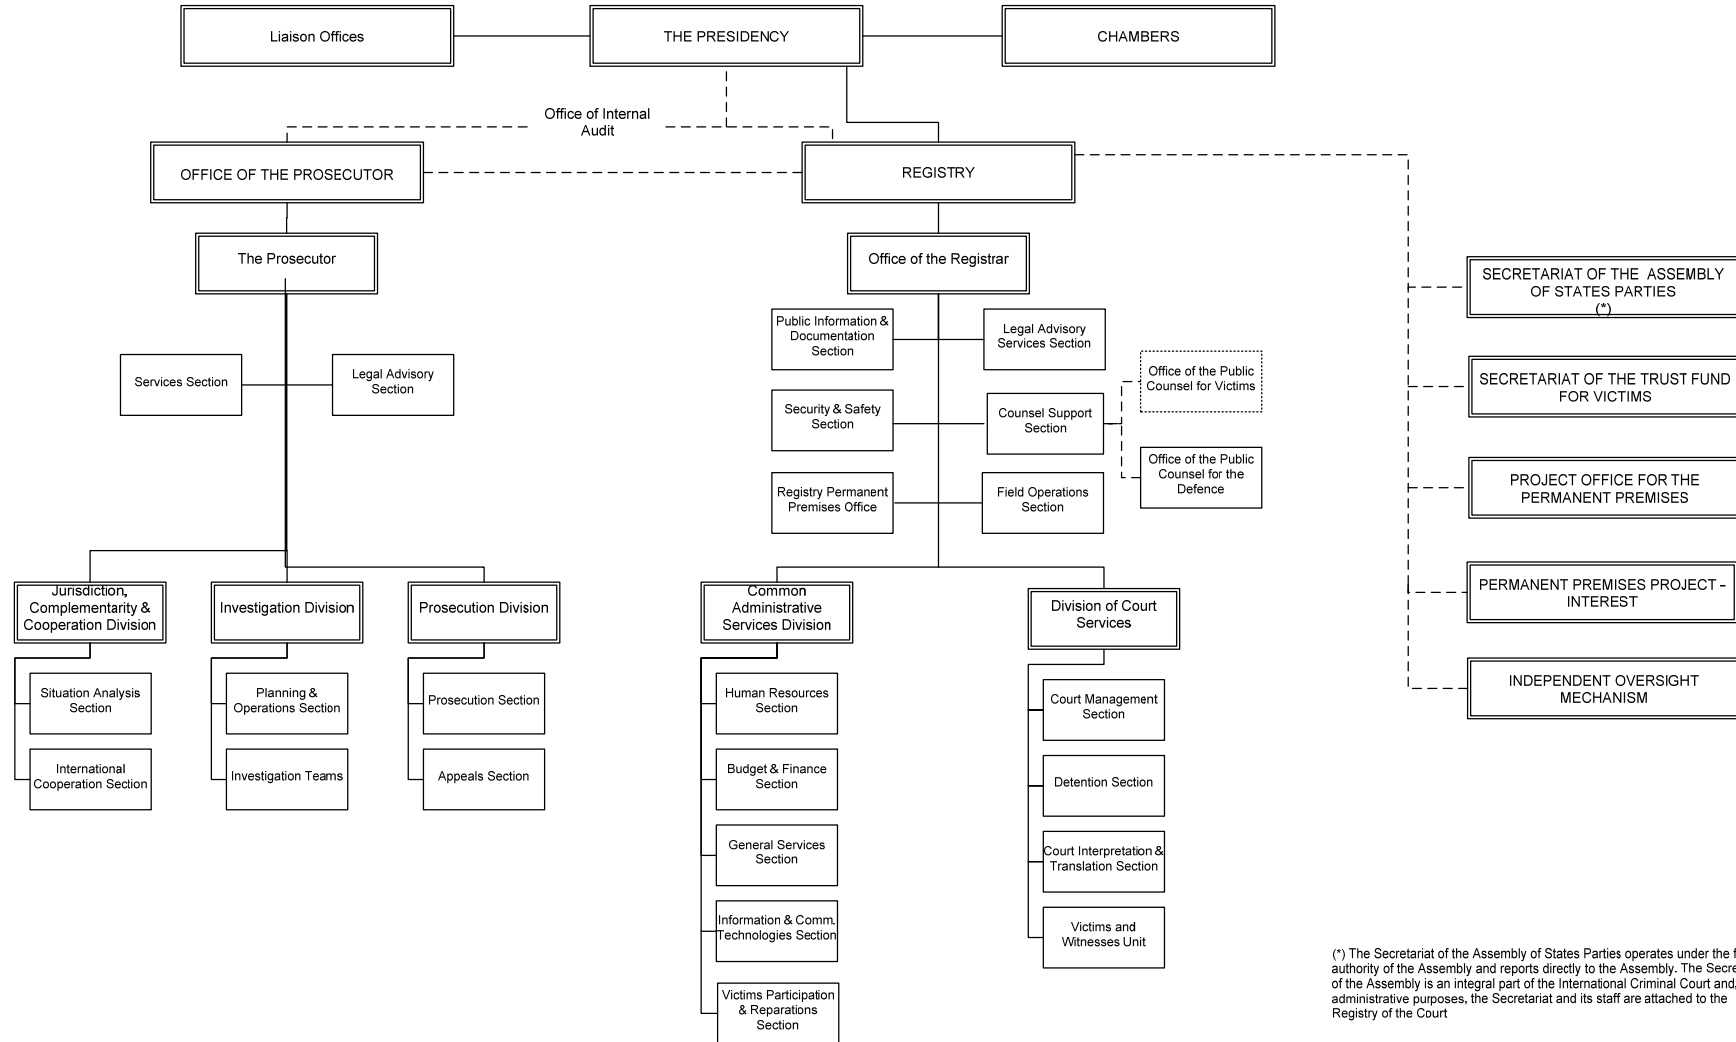 Liaison Offices
THE PRESIDENCY
CHAMBERS
Office of Internal
Audit
OFFICE OF THE PROSECUTOR
REGISTRY
The Prosecutor
Office of the Registrar
Services Section
Legal Advisory
Section
Public Information &
Documentation
Section
Legal Advisory
Services Section
Security & Safety
Section
Counsel Support
Section
Office of the Public
Counsel for Victims
Office of the Public
Counsel for the
Defence
Registry Permanent
Premises Office
Field Operations
Section
SECRETARIAT OF THE ASSEMBLY
OF STATES PARTIES
(*)
SECRETARIAT OF THE TRUST FUND
FOR VICTIMS
PROJECT OFFICE FOR THE
PERMANENT PREMISES
PERMANENT PREMISES PROJECT –
INTEREST
INDEPENDENT OVERSIGHT
MECHANISM
Jurisdiction,
Complementarity &
Cooperation Division
Investigation Division
Prosecution Division
Common
Administrative
Services Division
Division of Court
Services
Situation Analysis
Section
International
Cooperation Section
Planning &
Operations Section
Investigation Teams
Prosecution Section
Appeals Section
Human Resources
Section
Budget & Finance
Section
General Services
Section
Information & Comm.
Technologies Section
Victims Participation
& Reparations
Section
Court Management
Section
Detention Section
Court Interpretation &
Translation Section
Victims and
Witnesses Unit
(*) The Secretariat of the Assembly of States Parties operates under the
authority of the Assembly and reports directly to the Assembly. The
of the Assembly is an integral part of the International Criminal Court and,
administrative purposes, the Secretariat and its staff are attached to the
Registry of the Court